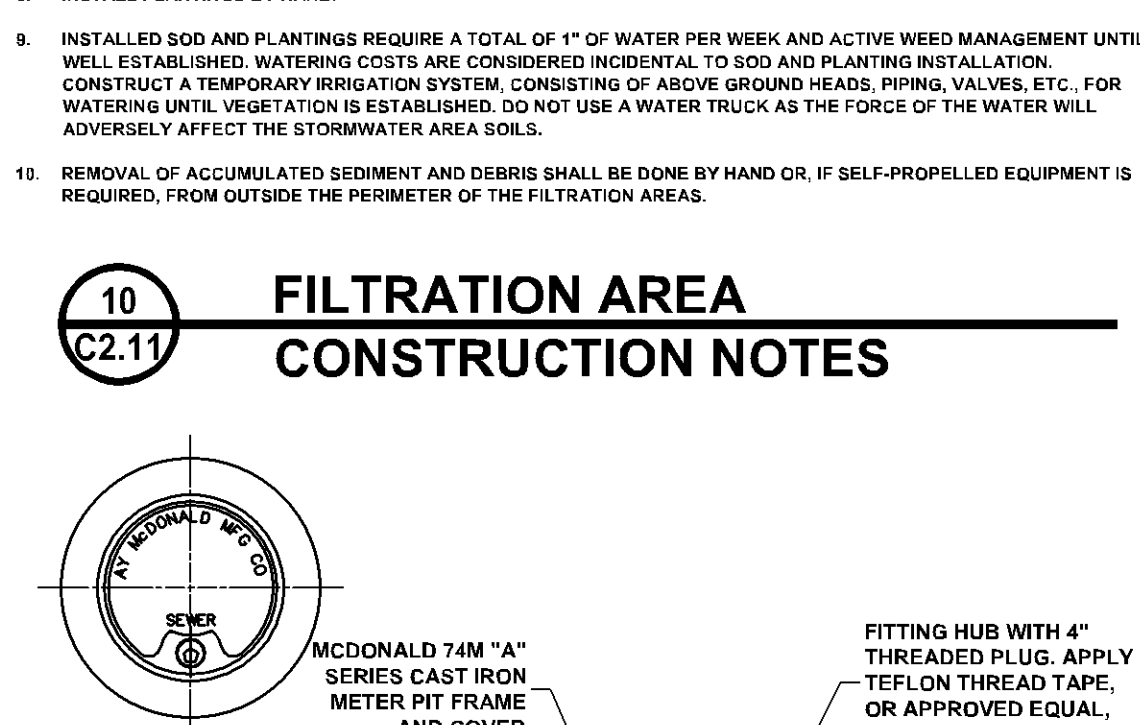 9. INSTALLED SOD AND PLANTINGS REQUIRE A TOTAL OF 1" OF WATER PER WEEK AND ACTIVE WEED MANAGEMENT UNTIL
WELL ESTABLISHED. WATERING COSTS ARE CONSIDERED INCIDENTAL TO SOD AND PLANTING INSTALLATION.
CONSTRUCT A TEMPORARY IRRIGATION SYSTEM, CONSISTING OF ABOVE GROUND HEADS, PIPING, VALVES, ETC., FOR
WATERING UNTIL VEGETATION IS ESTABLISHED. DO NOT USE A WATER TRUCK AS THE FORCE OF THE WATER WILL
ADVERSELY AFFECT THE STORMWATER AREA SOILS.
10. REMOVAL OF ACCUMULATED SEDIMENT AND DEBRIS SHALL BE DONE BY HAND OR, IF SELF-PROPELLED EQUIPMENT IS
REQUIRED, FROM OUTSIDE THE PERIMETER OF THE FILTRATION AREAS.
10
C2.11
FILTRATION AREA
CONSTRUCTION NOTES
AY McDONALD MFG CO
SEWER
MCDONALD 74M "A"
SERIES CAST IRON
METER PIT FRAME
AND COVER
FITTING HUB WITH 4"
THREADED PLUG. APPLY
TEFLON THREAD TAPE,
OR APPROVED EQUAL,